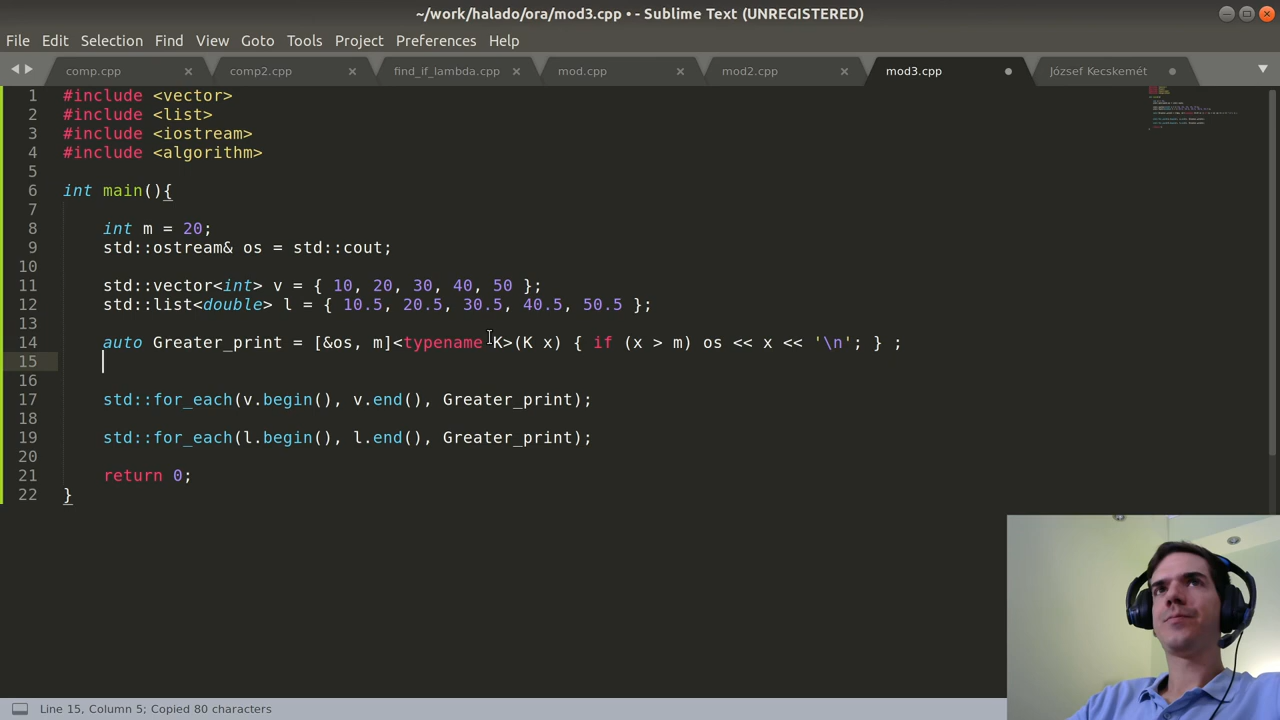 ~/work/halado/ora/mod3.cpp • - Sublime Text (UNREGISTERED)
File Edit Selection Find View Goto Tools Project Preferences Help
comp.cpp comp2.cpp find_if_lambda.cpp mod.cpp mod2.cpp mod3.cpp József Kecskemét
1 #include <vector>
2 #include <list>
3 #include <iostream>
4 #include <algorithm>
5
6 int main(){
7
8 int m = 20;
9 std::ostream& os = std::cout;
10
11 std::vector<int> v = { 10, 20, 30, 40, 50 };
12 std::list<double> l = { 10.5, 20.5, 30.5, 40.5, 50.5 };
13
14 auto Greater_print = [&os, m]<typename K>(K x) { if (x > m) os << x << '\n'; } ;
15
16
17 std::for_each(v.begin(), v.end(), Greater_print);
18
19 std::for_each(l.begin(), l.end(), Greater_print);
20
21 return 0;
22 }
Line 15, Column 5; Copied 80 characters